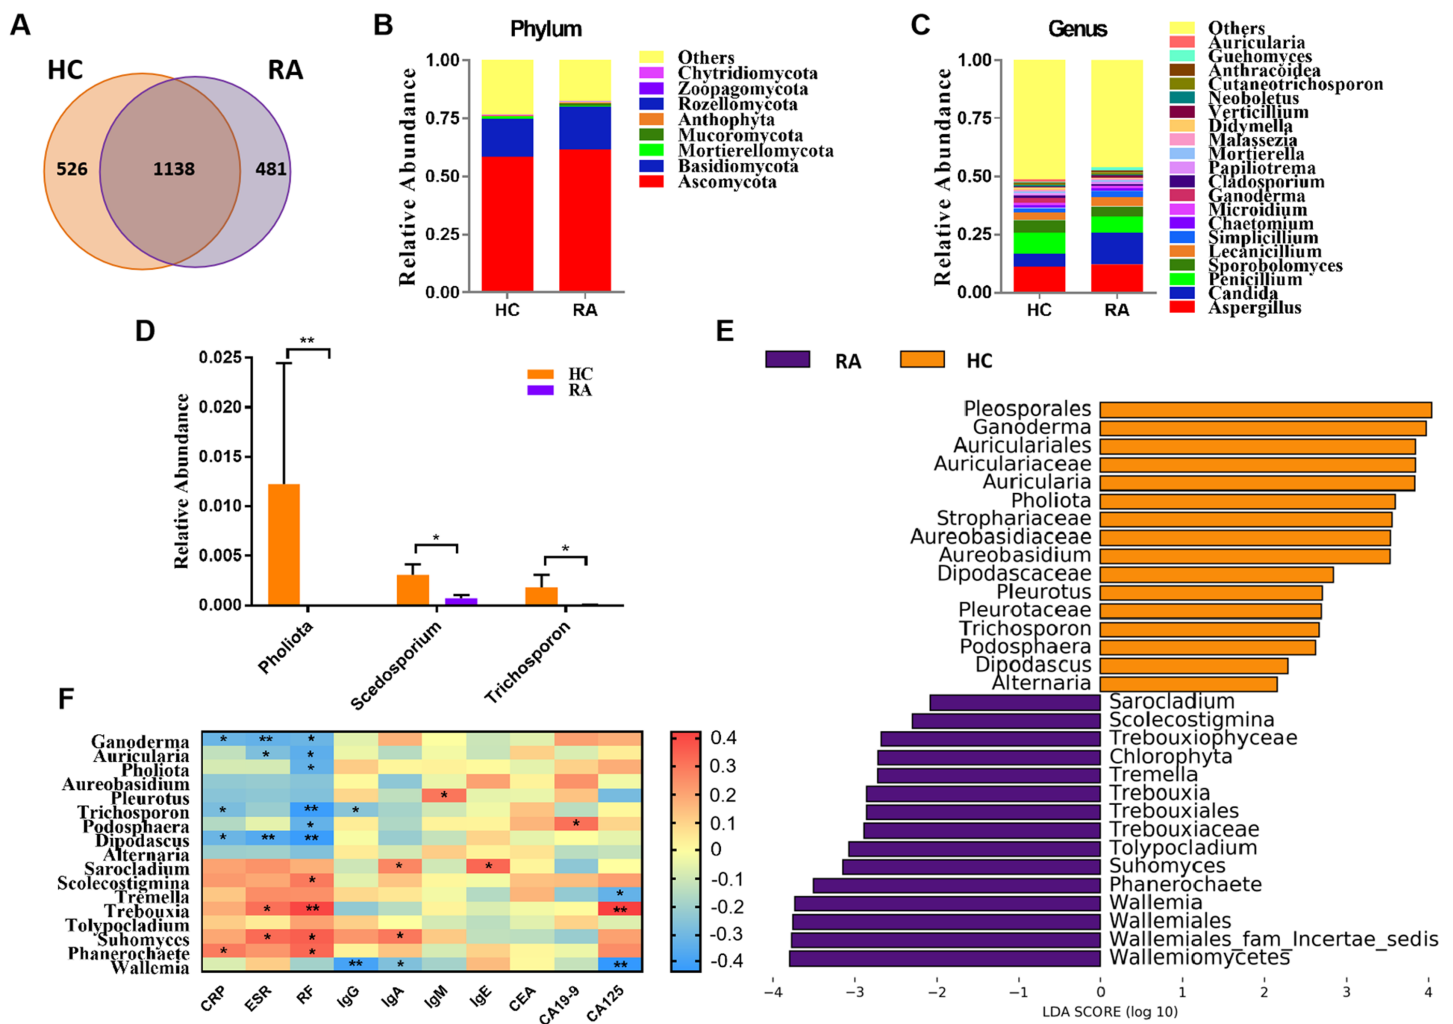 A
HC
RA
526
1138
481
B
Phylum
Relative Abundance
1.00
0.75
0.50
0.25
0.00
HC
RA
Others
Chytridiomycota
Zoopagomycota
Rozellomycota
Anthophyta
Mucoromycota
Mortierellomycota
Basidiomycota
Ascomycota
C
Genus
Relative Abundance
1.00
0.75
0.50
0.25
0.00
HC
RA
Others
Auricularia
Guehomyces
Anthracoidea
Cutaneotrichosporon
Neoboletus
Verticillium
Didymella
Malassezia
Mortierella
Papiliotrema
Cladosporium
Ganoderma
Microidium
Chaetomium
Simplicillium
Lecanicillium
Sporobolomyces
Penicillium
Candida
Aspergillus
D
Relative Abundance
0.025
0.020
0.015
0.010
0.005
0.000
**
*
*
HC
RA
Pholiota
Scedosporium
Trichosporon
E
RA
HC
Pleosporales
Ganoderma
Auriculariales
Auriculariaceae
Auricularia
Pholiota
Strophariaceae
Aureobasidiaceae
Aureobasidium
Dipodascaceae
Pleurotus
Pleurotaceae
Trichosporon
Podosphaera
Dipodascus
Alternaria
Sarocladium
Scolecostigmina
Trebouxiophyceae
Chlorophyta
Tremella
Trebouxia
Trebouxiales
Trebouxiaceae
Tolypocladium
Suhomyces
Phanerochaete
Wallemia
Wallemiales
Wallemiales_fam_Incertae_sedis
Wallemiomycetes
−4 −3 −2 −1 0 1 2 3 4
LDA SCORE (log 10)
F
Ganoderma * ** *
Auricularia * *
Pholiota *
Aureobasidium
Pleurotus *
Trichosporon * ** *
Podosphaera * *
Dipodascus * ** **
Alternaria
Sarocladium * *
Scolecostigmina *
Tremella *
Trebouxia * ** **
Tolypocladium
Suhomyces * * *
Phanerochaete * *
Wallemia ** * **
CRP ESR RF IgG IgA IgM IgE CEA CA19-9 CA125
0.4
0.3
0.2
0.1
0
-0.1
-0.2
-0.3
-0.4